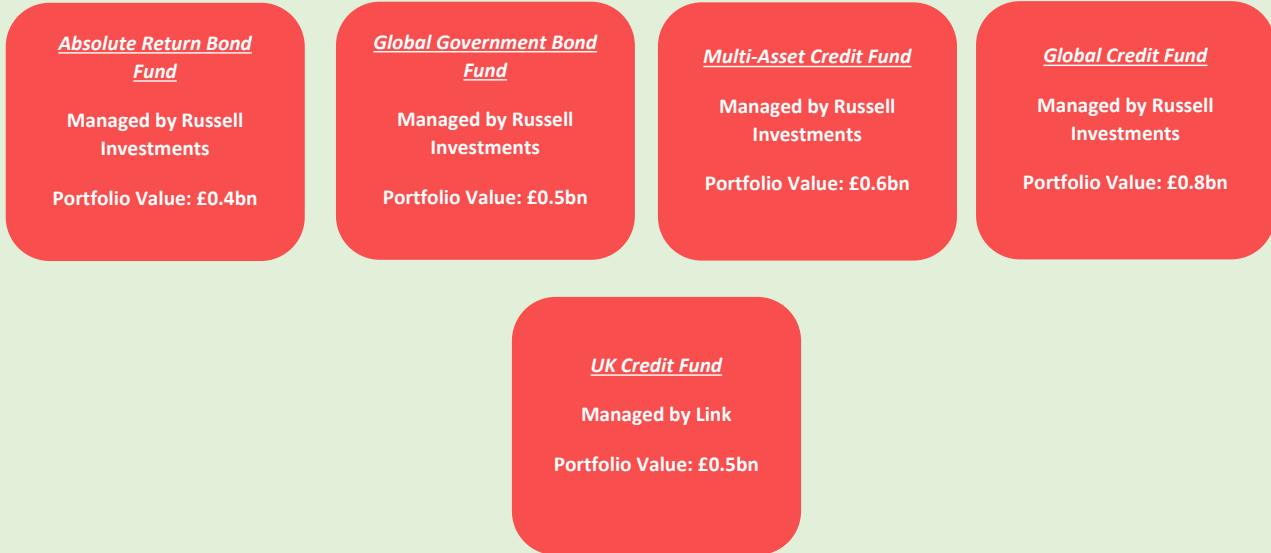 Absolute Return Bond
Fund
Managed by Russell
Investments
Portfolio Value: £0.4bn
Global Government Bond
Fund
Managed by Russell
Investments
Portfolio Value: £0.5bn
Multi-Asset Credit Fund
Managed by Russell
Investments
Portfolio Value: £0.6bn
Global Credit Fund
Managed by Russell
Investments
Portfolio Value: £0.8bn
UK Credit Fund
Managed by Link
Portfolio Value: £0.5bn